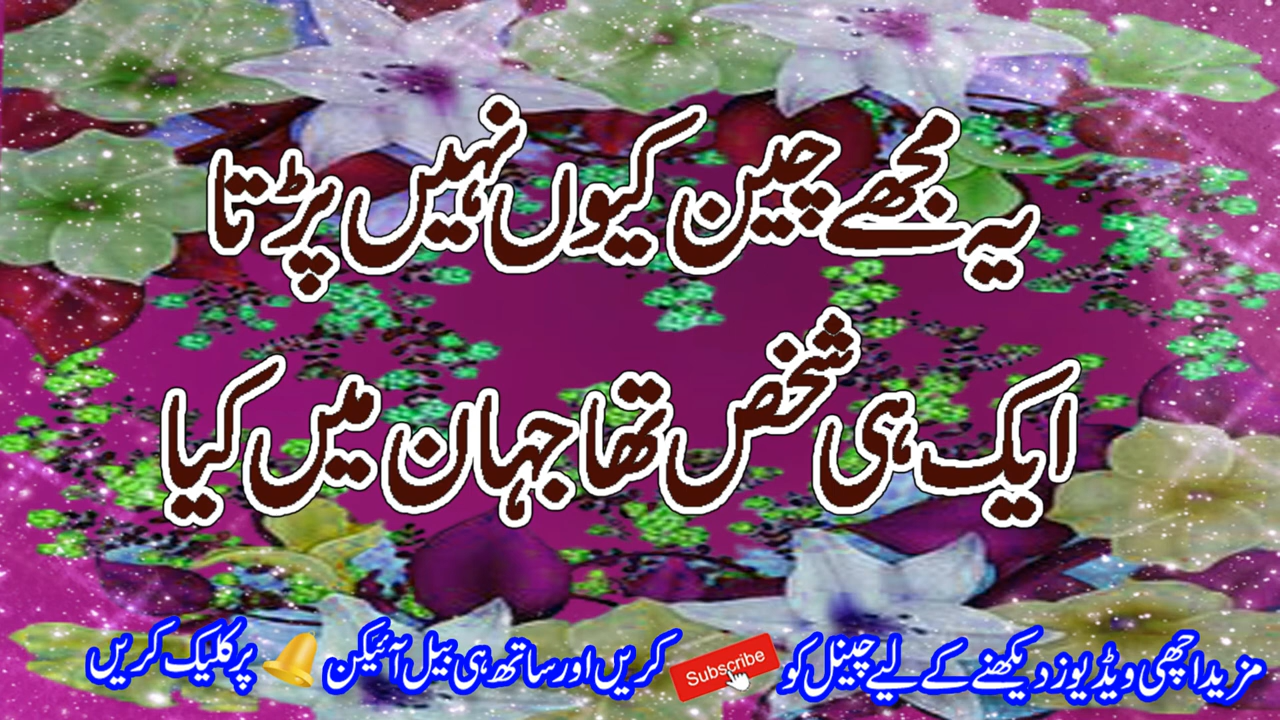 یہ مجھے چین کیوں نہیں پڑتا
ایک ہی شخص تھا جہان میں کیا
مزید اچھی ویڈیوز دیکھنے کے لیے چینل کو Subscribe کریں اور ساتھ ہی بیل آئیکن 🔔 پر کلیک کریں